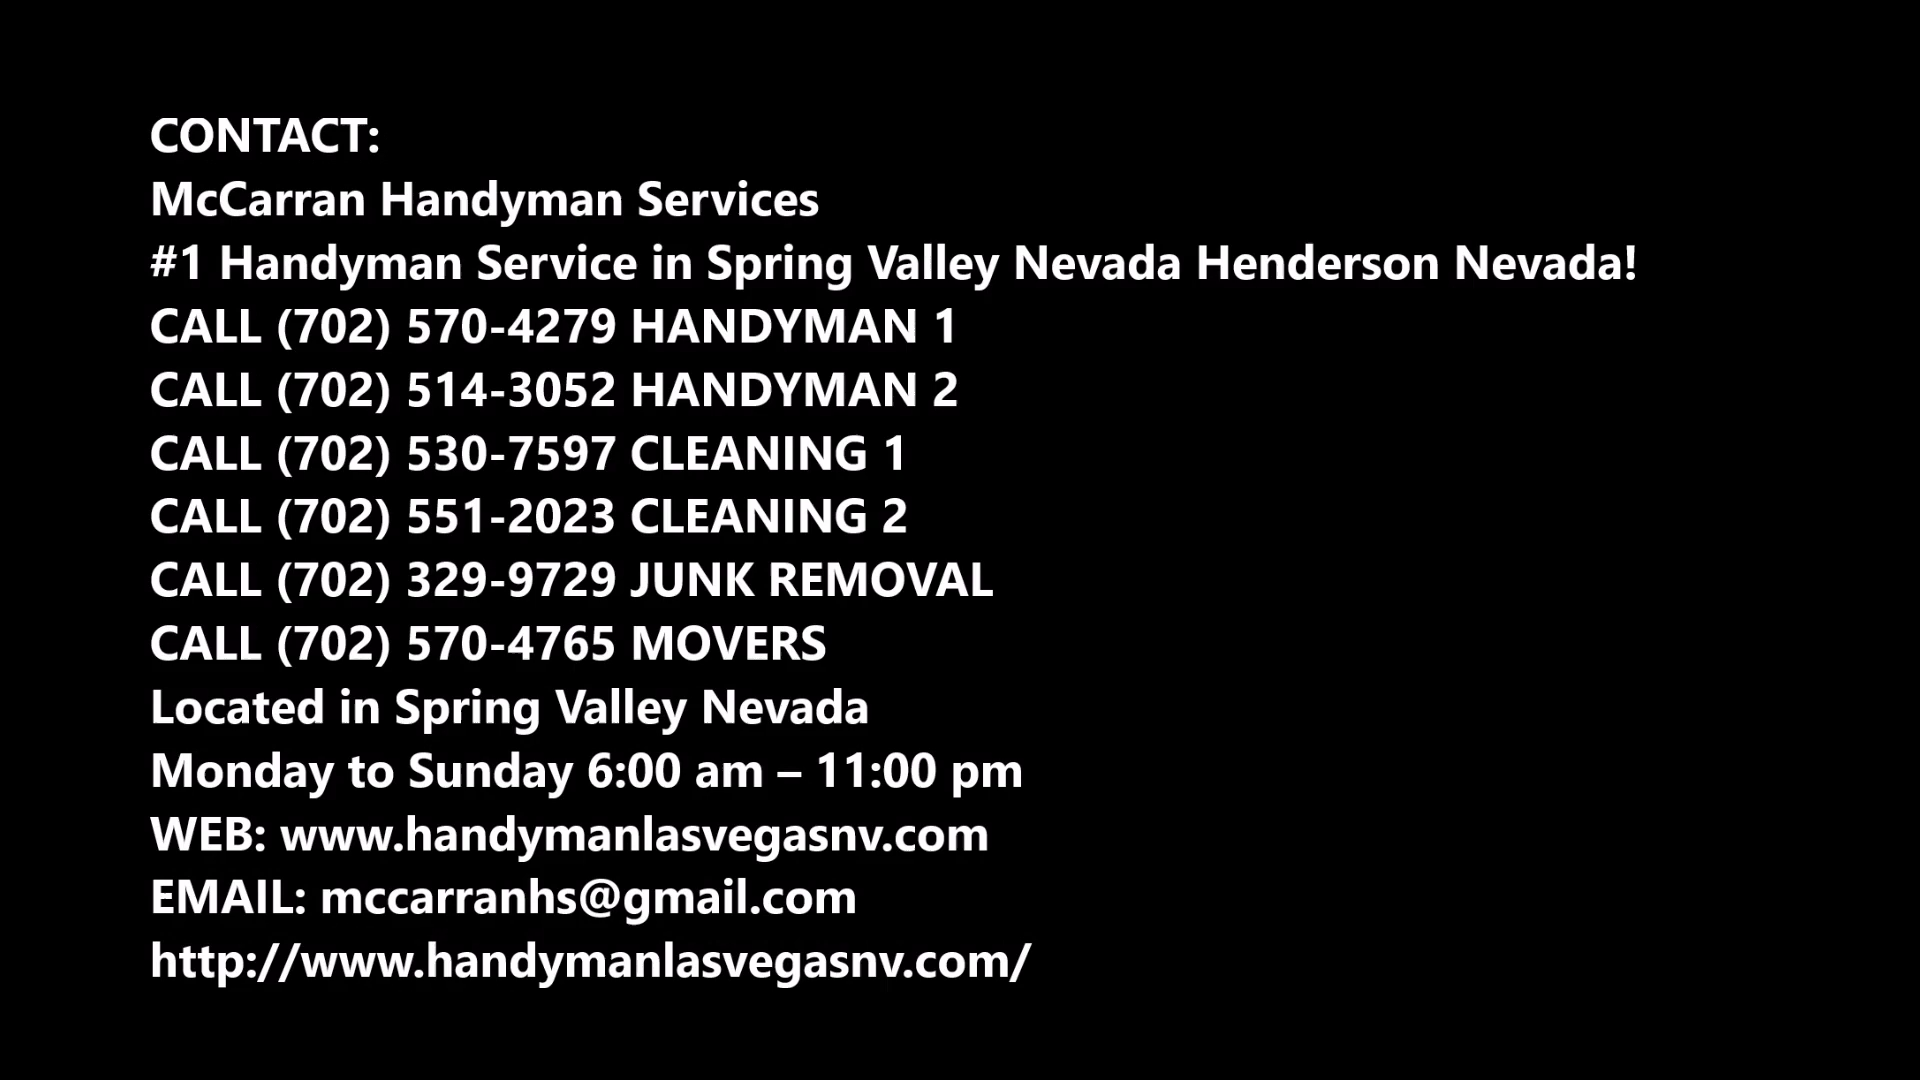 CONTACT:
McCarran Handyman Services
#1 Handyman Service in Spring Valley Nevada Henderson Nevada!
CALL (702) 570-4279 HANDYMAN 1
CALL (702) 514-3052 HANDYMAN 2
CALL (702) 530-7597 CLEANING 1
CALL (702) 551-2023 CLEANING 2
CALL (702) 329-9729 JUNK REMOVAL
CALL (702) 570-4765 MOVERS
Located in Spring Valley Nevada
Monday to Sunday 6:00 am – 11:00 pm
WEB: www.handymanlasvegasnv.com
EMAIL: mccarranhs@gmail.com
http://www.handymanlasvegasnv.com/